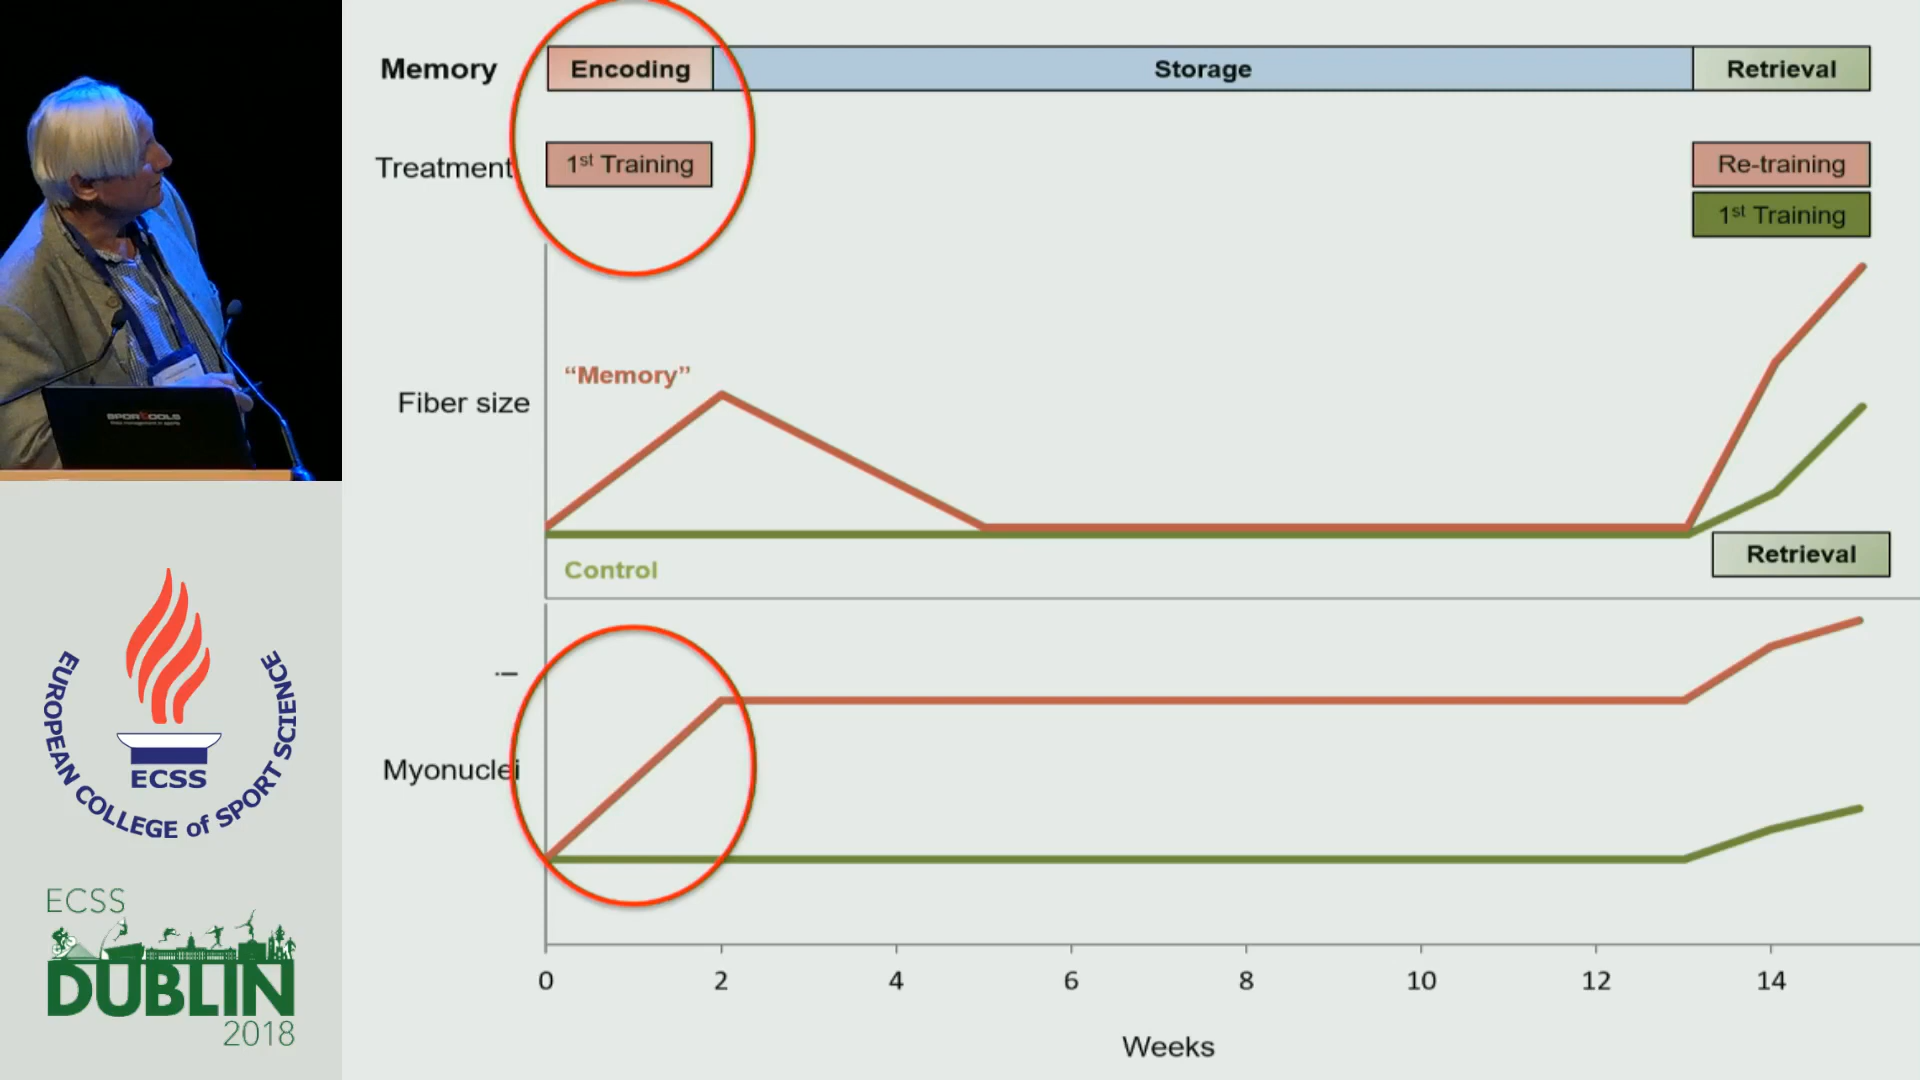 Memory
Encoding
Storage
Retrieval
Treatment
1st Training
Re-training
1st Training
Fiber size
“Memory”
Control
Retrieval
Myonuclei
0 2 4 6 8 10 12 14
Weeks
EUROPEAN COLLEGE of SPORT SCIENCE
ECSS
ECSS
DUBLIN
2018